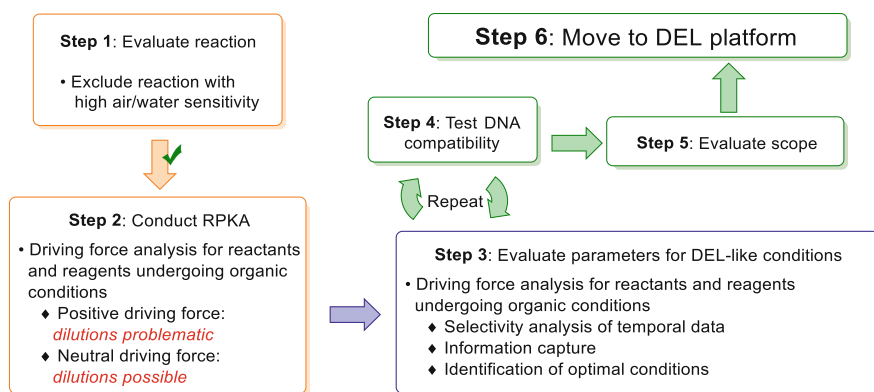 Step 1: Evaluate reaction
• Exclude reaction with
high air/water sensitivity
Step 2: Conduct RPKA
• Driving force analysis for reactants
and reagents undergoing organic
conditions
♦ Positive driving force:
dilutions problematic
♦ Neutral driving force:
dilutions possible
Step 3: Evaluate parameters for DEL-like conditions
• Driving force analysis for reactants and reagents
undergoing organic conditions
♦ Selectivity analysis of temporal data
♦ Information capture
♦ Identification of optimal conditions
Repeat
Step 4: Test DNA
compatibility
Step 5: Evaluate scope
Step 6: Move to DEL platform